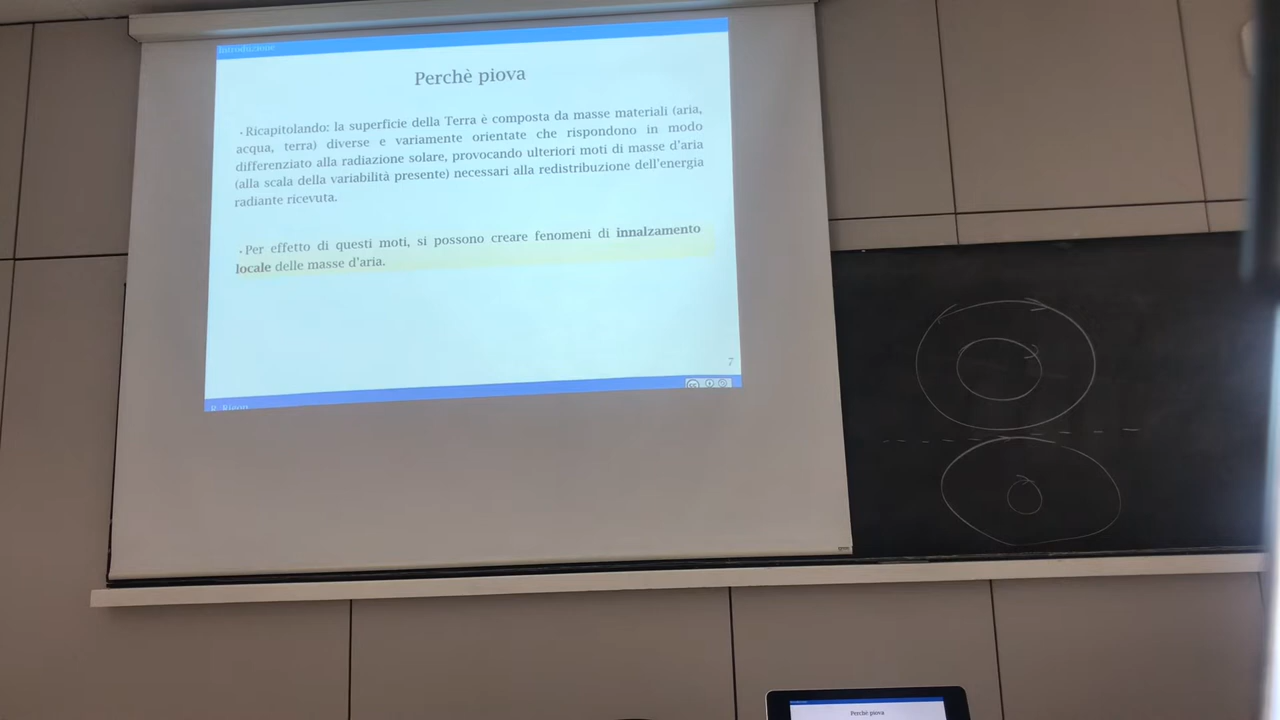 Introduzione
Perchè piova
• Ricapitolando: la superficie della Terra è composta da masse materiali (aria,
acqua, terra) diverse e variamente orientate che rispondono in modo
differenziato alla radiazione solare, provocando ulteriori moti di masse d'aria
(alla scala della variabilità presente) necessari alla redistribuzione dell'energia
radiante ricevuta.
• Per effetto di questi moti, si possono creare fenomeni di innalzamento
locale delle masse d'aria.
7
R. Rigon
Perchè piova